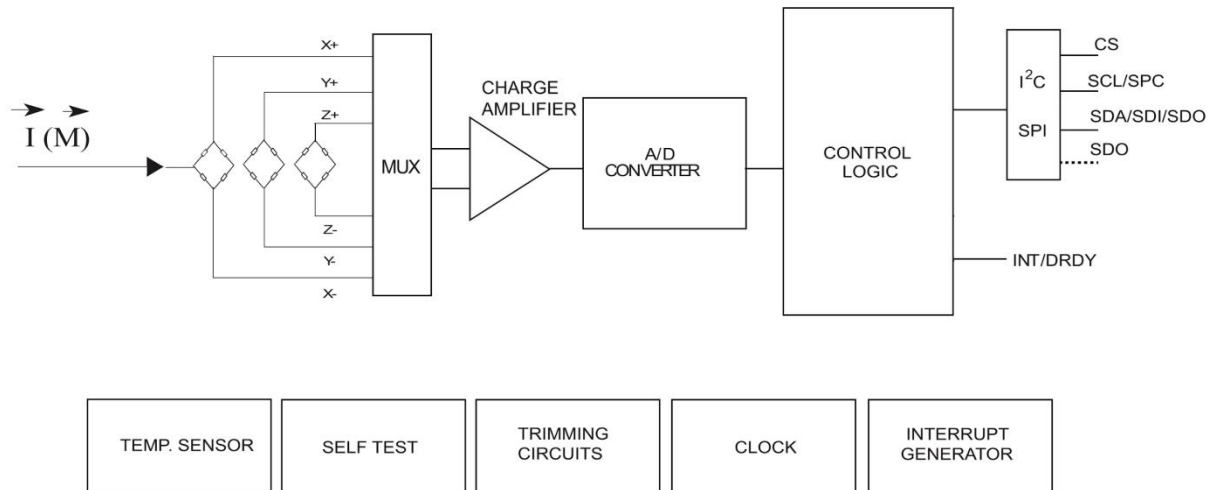 I (M)
X+
Y+
Z+
Z-
Y-
X-
MUX
CHARGE
AMPLIFIER
A/D
CONVERTER
CONTROL
LOGIC
I²C
SPI
CS
SCL/SPC
SDA/SDI/SDO
SDO
INT/DRDY
TEMP. SENSOR
SELF TEST
TRIMMING
CIRCUITS
CLOCK
INTERRUPT
GENERATOR